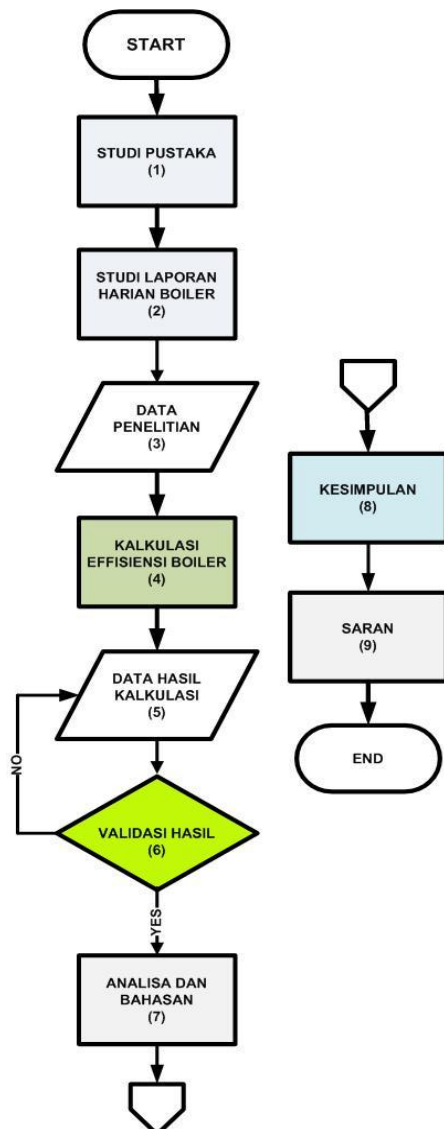 START
STUDI PUSTAKA
(1)
STUDI LAPORAN
HARIAN BOILER
(2)
DATA
PENELITIAN
(3)
KALKULASI
EFFISIENSI BOILER
(4)
DATA HASIL
KALKULASI
(5)
NO
VALIDASI HASIL
(6)
YES
ANALISA DAN
BAHASAN
(7)
KESIMPULAN
(8)
SARAN
(9)
END